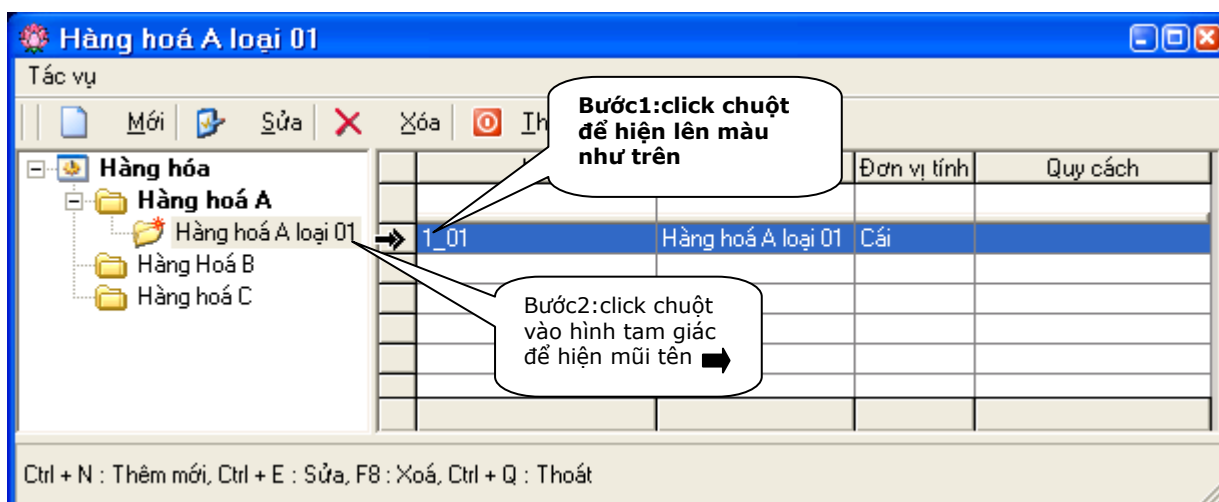 Hàng hoá A loại 01
Tác vụ
Mới Sửa Xóa Th
Bước1:click chuột
để hiện lên màu
như trên
Hàng hóa
Hàng hoá A
Hàng hoá A loại 01
Hàng Hoá B
Hàng hoá C
Đơn vị tính Quy cách
1_01 Hàng hoá A loại 01 Cái
Bước2:click chuột
vào hình tam giác
để hiện mũi tên
Ctrl + N : Thêm mới, Ctrl + E : Sửa, F8 : Xoá, Ctrl + Q : Thoát